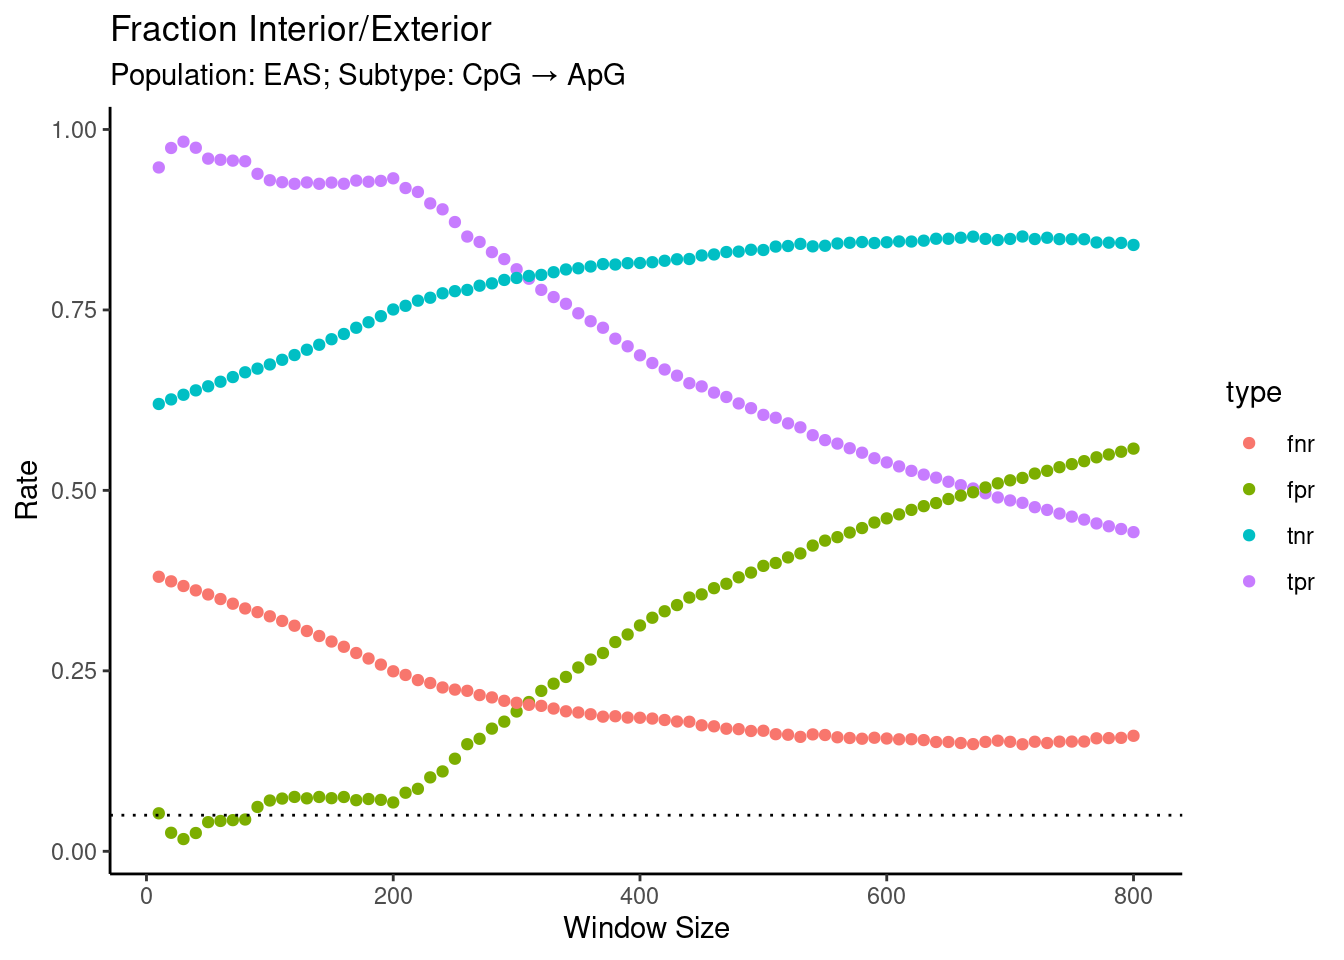 Fraction Interior/Exterior
Population: EAS; Subtype: CpG → ApG
1.00
0.75
0.50
0.25
0.00
Rate
0 200 400 600 800
Window Size
type
fnr
fpr
tnr
tpr